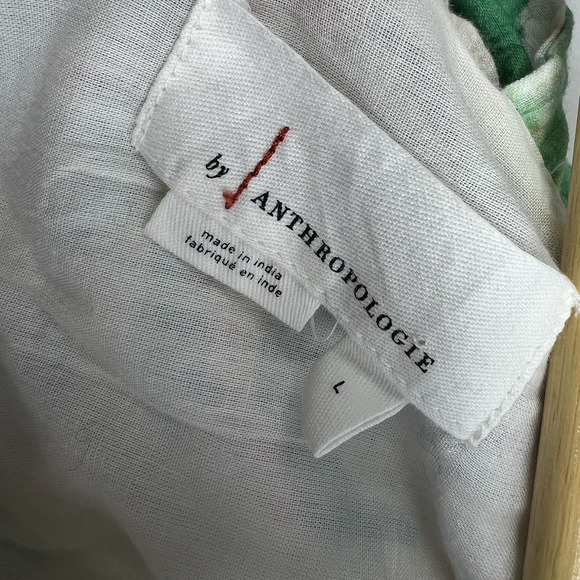 by ANTHROPOLOGIE
made in india
fabriqué en inde
L